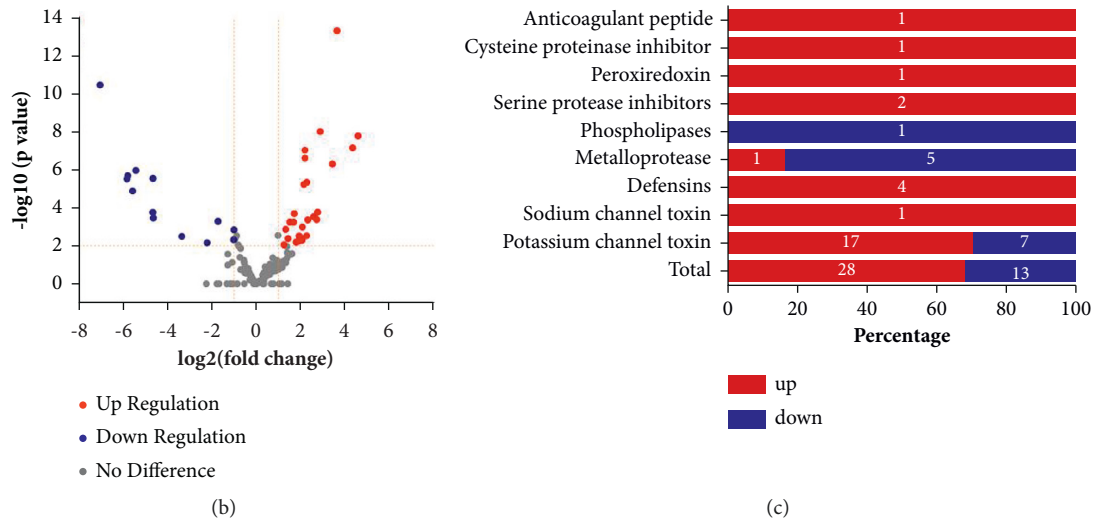 14
12
10
8
6
4
2
0
-log10 (p value)
-8 -6 -4 -2 0 2 4 6 8
log2(fold change)
Up Regulation
Down Regulation
No Difference
(b)
Anticoagulant peptide 1
Cysteine proteinase inhibitor 1
Peroxiredoxin 1
Serine protease inhibitors 2
Phospholipases 1
Metalloprotease 1 5
Defensins 4
Sodium channel toxin 1
Potassium channel toxin 17 7
Total 28 13
0 20 40 60 80 100
Percentage
up
down
(c)